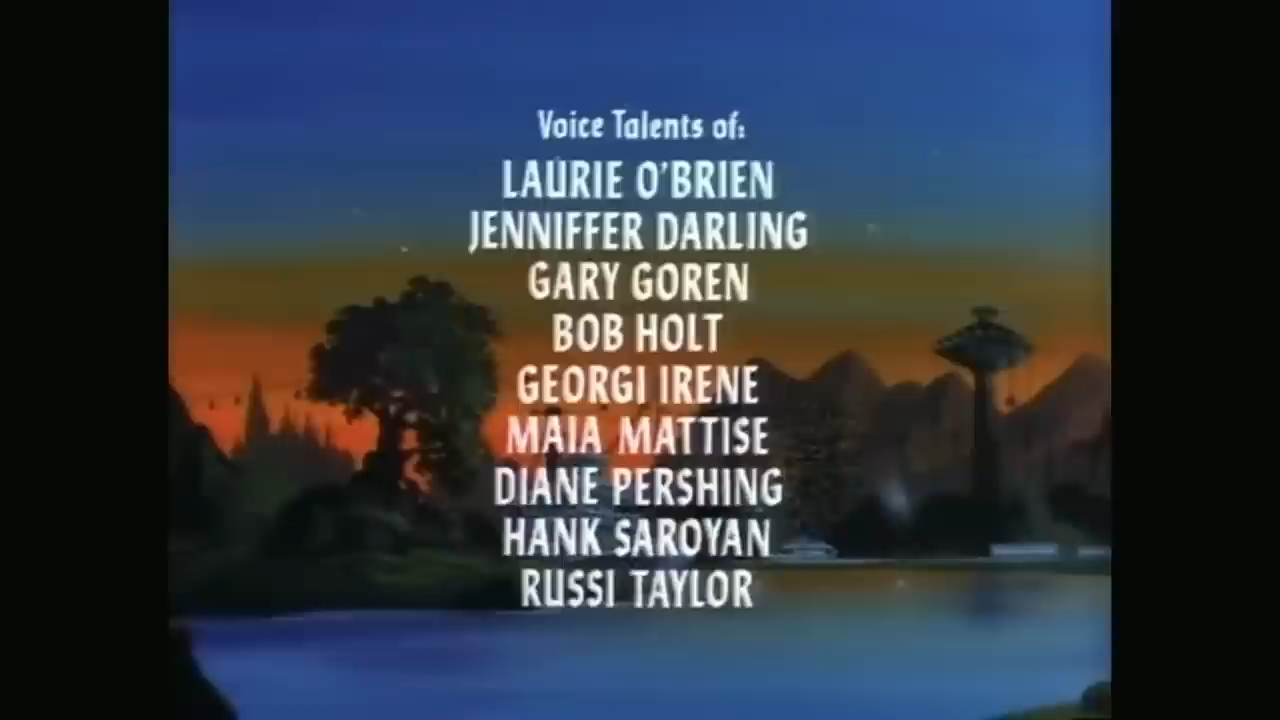 Voice Talents of:
LAURIE O'BRIEN
JENNIFFER DARLING
GARY GOREN
BOB HOLT
GEORGI IRENE
MAIA MATTISE
DIANE PERSHING
HANK SAROYAN
RUSSI TAYLOR